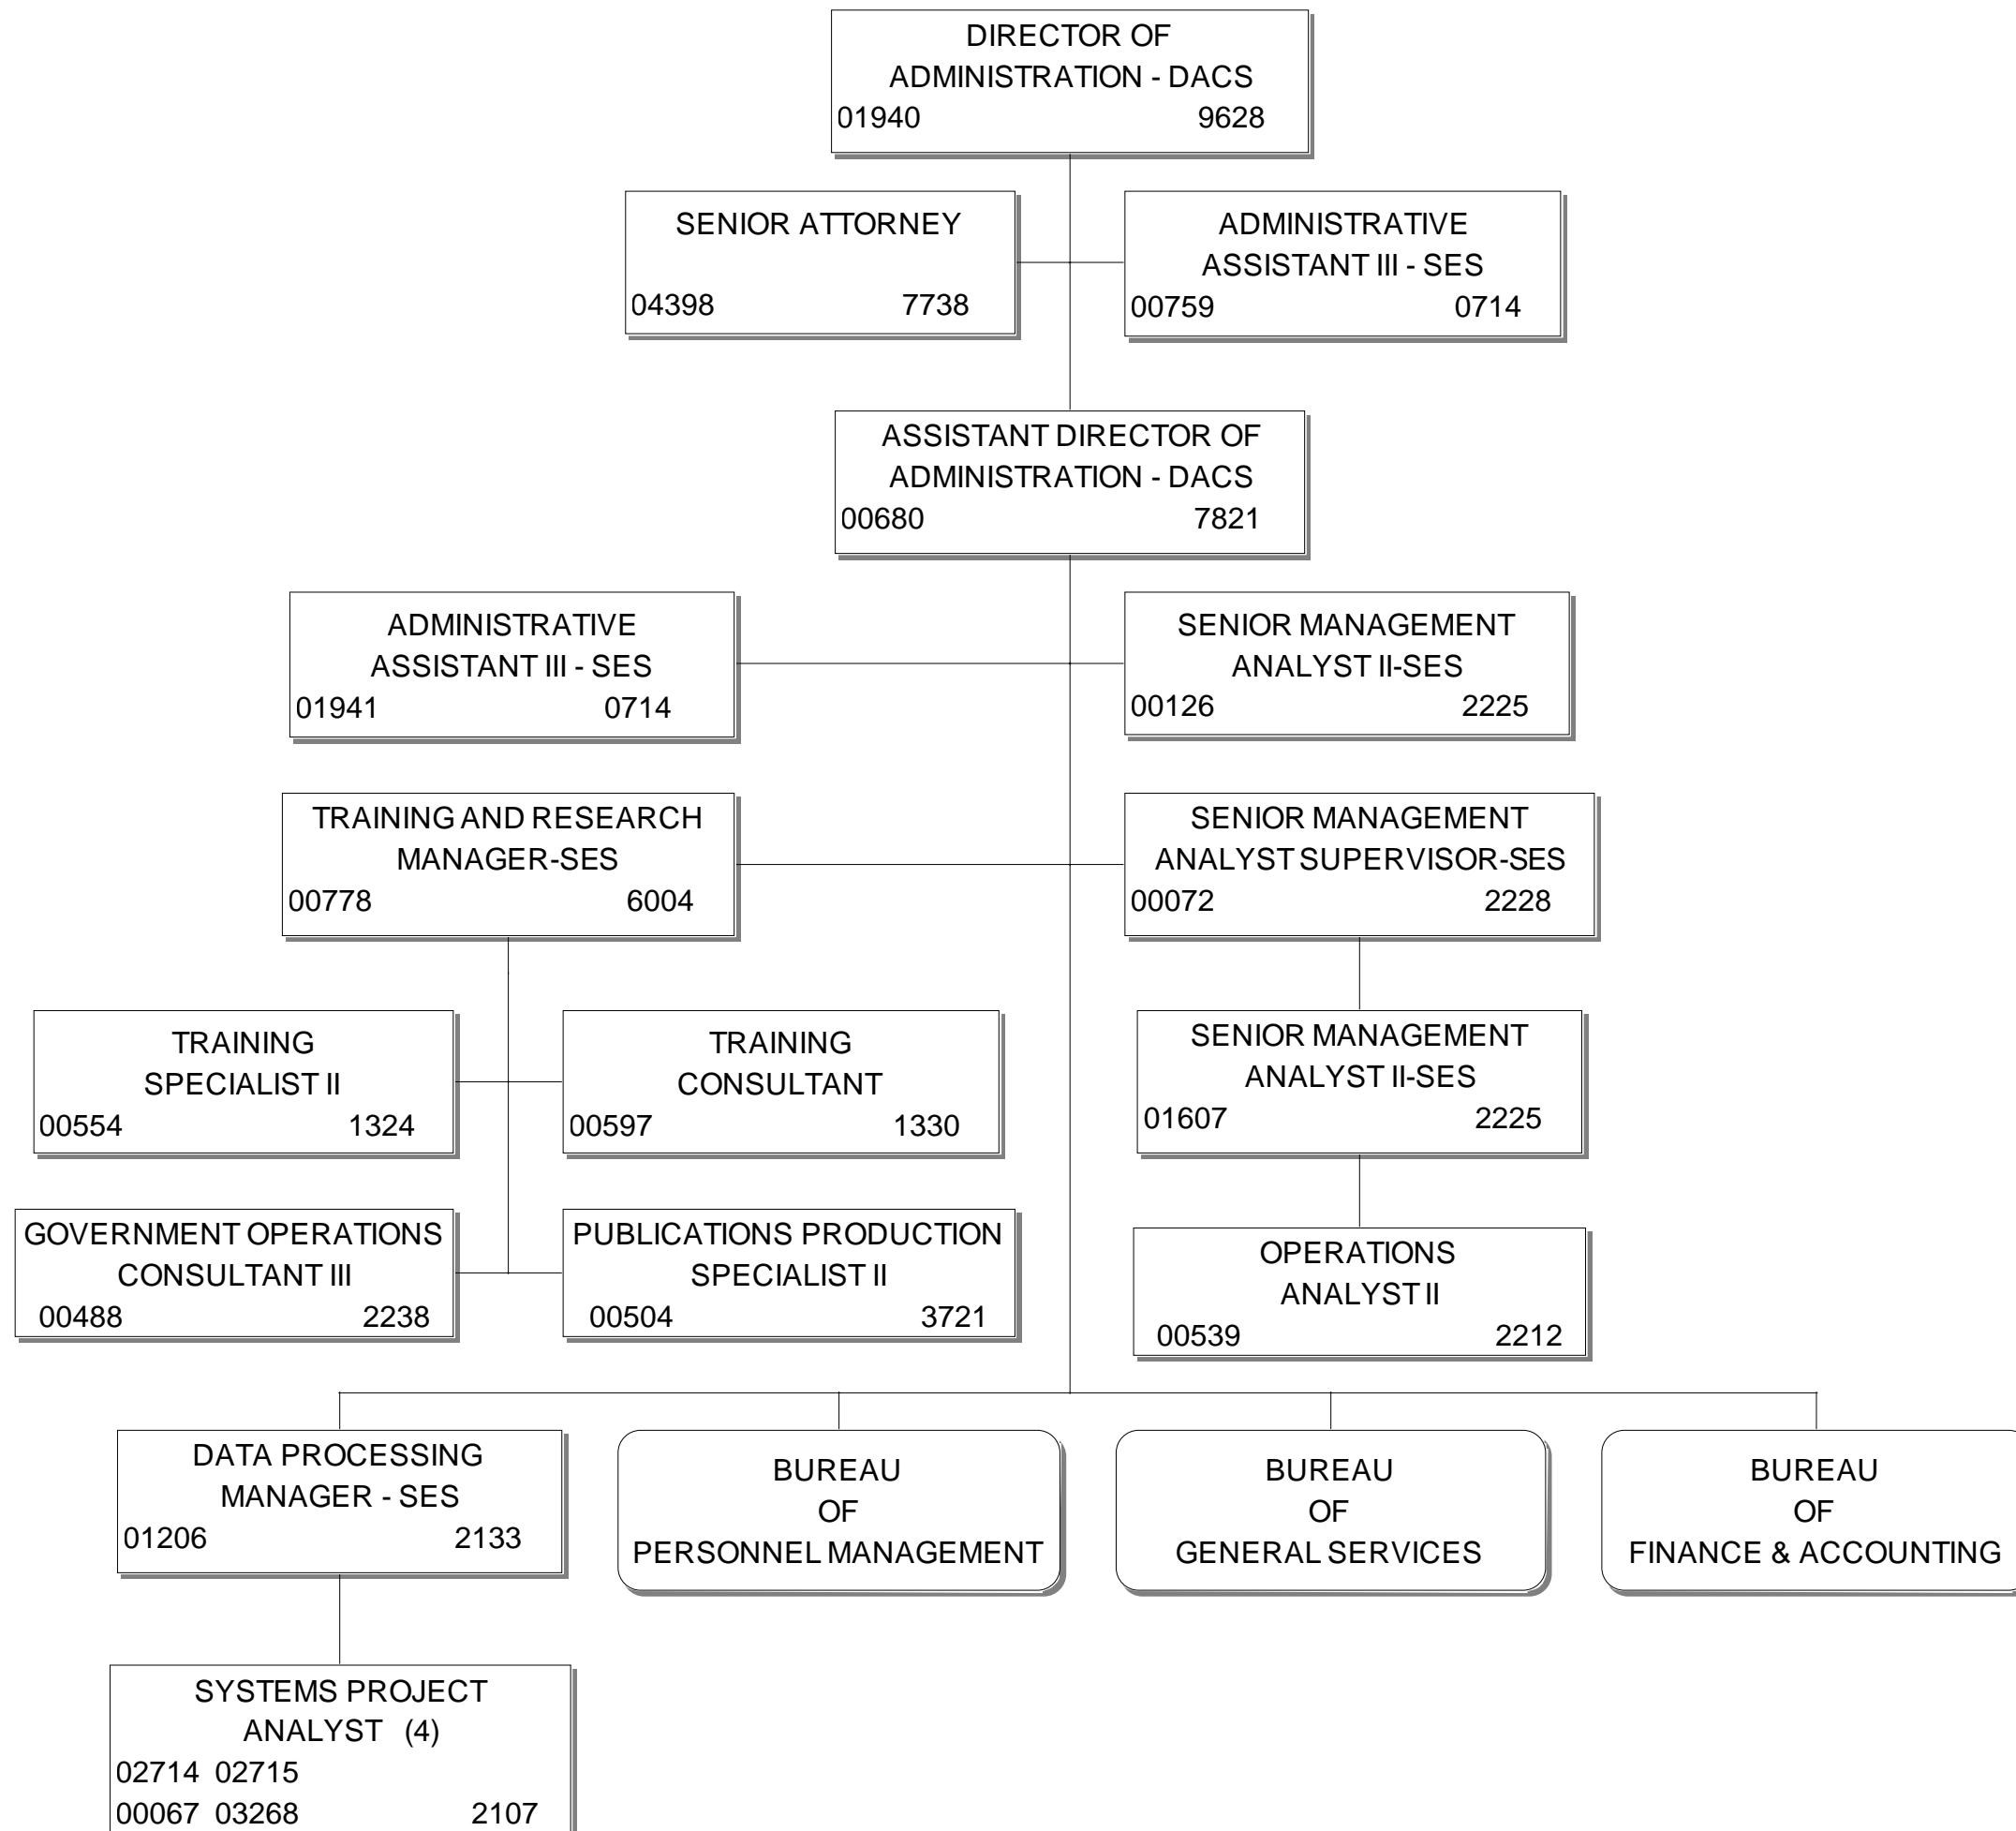 DIRECTOR OF
ADMINISTRATION - DACS
01940 9628
SENIOR ATTORNEY
04398 7738
ADMINISTRATIVE
ASSISTANT III - SES
00759 0714
ASSISTANT DIRECTOR OF
ADMINISTRATION - DACS
00680 7821
ADMINISTRATIVE
ASSISTANT III - SES
01941 0714
SENIOR MANAGEMENT
ANALYST II-SES
00126 2225
TRAINING AND RESEARCH
MANAGER-SES
00778 6004
SENIOR MANAGEMENT
ANALYST SUPERVISOR-SES
00072 2228
TRAINING
SPECIALIST II
00554 1324
TRAINING
CONSULTANT
00597 1330
SENIOR MANAGEMENT
ANALYST II-SES
01607 2225
GOVERNMENT OPERATIONS
CONSULTANT III
00488 2238
PUBLICATIONS PRODUCTION
SPECIALIST II
00504 3721
OPERATIONS
ANALYST II
00539 2212
DATA PROCESSING
MANAGER - SES
01206 2133
BUREAU
OF
PERSONNEL MANAGEMENT
BUREAU
OF
GENERAL SERVICES
BUREAU
OF
FINANCE & ACCOUNTING
SYSTEMS PROJECT
ANALYST (4)
02714 02715
00067 03268 2107